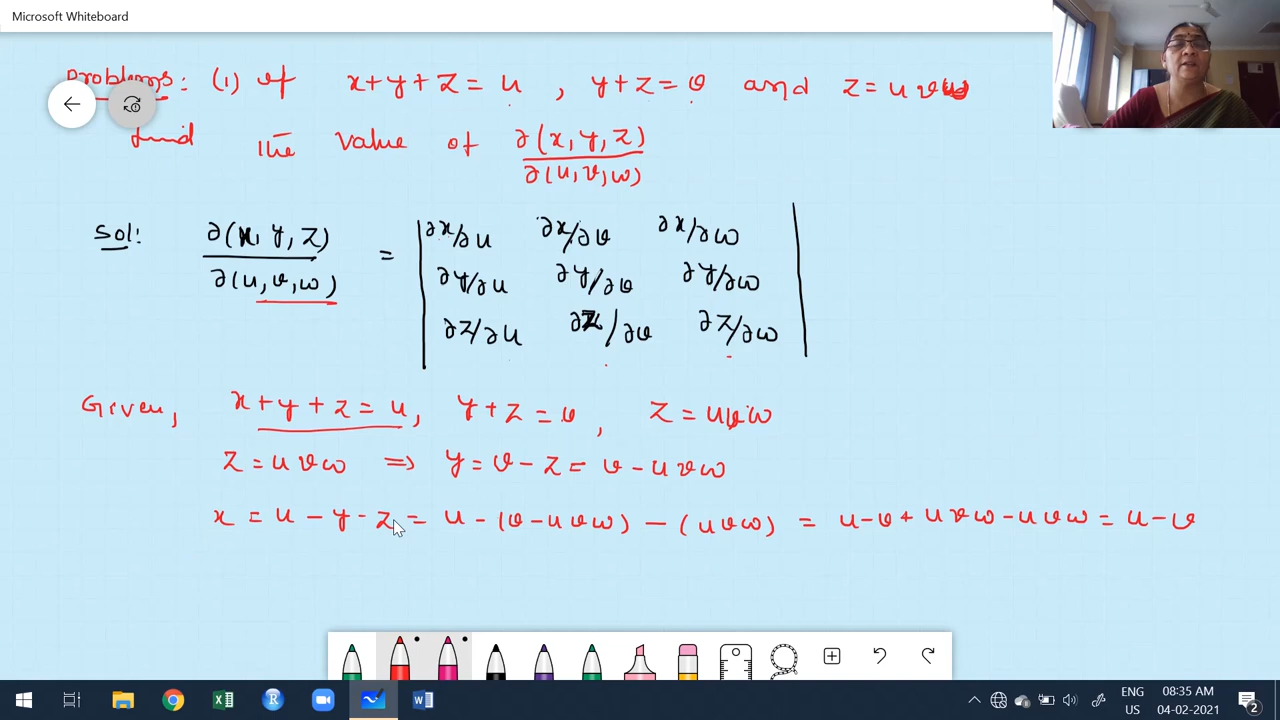 Microsoft Whiteboard
Problems: (1) If x+y+z = u , y+z = v and z = uvw
find the value of ∂(x, y, z)/∂(u, v, w)
Sol: ∂(x, y, z)/∂(u, v, w) = | ∂x/∂u ∂x/∂v ∂x/∂w |
| ∂y/∂u ∂y/∂v ∂y/∂w |
| ∂z/∂u ∂z/∂v ∂z/∂w |
Given, x+y+z = u, y+z = v , z = uvw
z = uvw ⇒ y = v - z = v - uvw
x = u - y - z = u - (v - uvw) - (uvw) = u-v + uvw - uvw = u-v
ENG
US
08:35 AM
04-02-2021
2